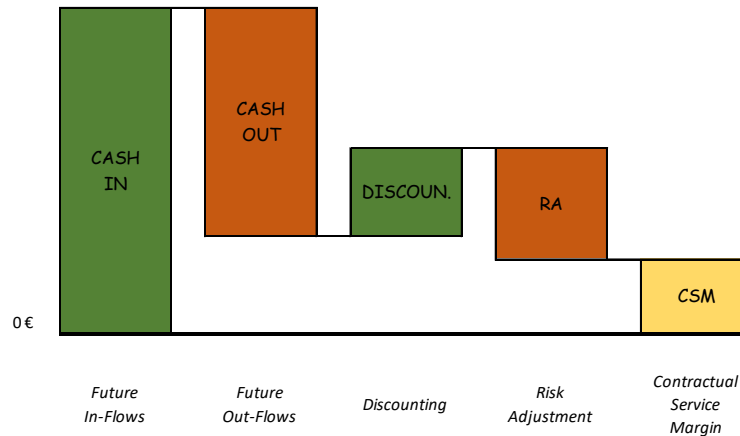 CASH
IN
CASH
OUT
DISCOUN.
RA
CSM
0 €
Future
In-Flows
Future
Out-Flows
Discounting
Risk
Adjustment
Contractual
Service
Margin